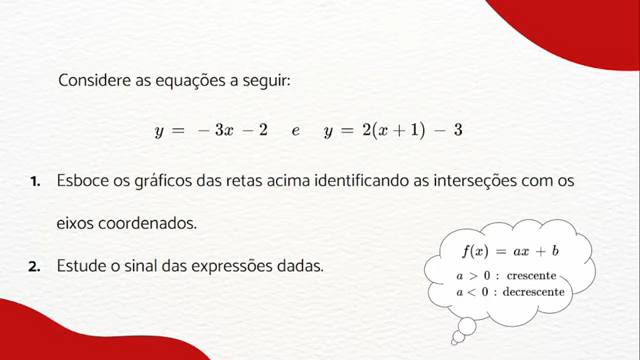 Considere as equações a seguir:
y = − 3x − 2 e y = 2(x + 1) − 3
1. Esboce os gráficos das retas acima identificando as interseções com os
eixos coordenados.
2. Estude o sinal das expressões dadas.
f(x) = ax + b
a > 0 : crescente
a < 0 : decrescente